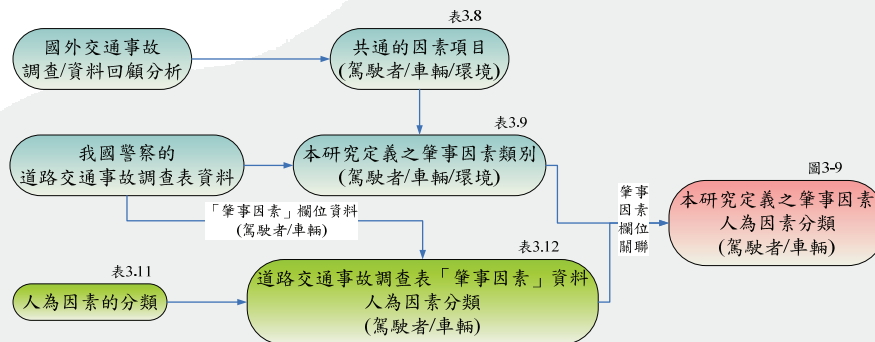 表3.8
國外交通事故
調查/資料回顧分析
共通的因素項目
(駕駛者/車輛/環境)
表3.9
我國警察的
道路交通事故調查表資料
本研究定義之肇事因素類別
(駕駛者/車輛/環境)
「肇事因素」欄位資料
(駕駛者/車輛)
肇事
因素
欄位
關聯
圖3-9
本研究定義之肇事因素
人為因素分類
(駕駛者/車輛)
表3.11
人為因素的分類
表3.12
道路交通事故調查表「肇事因素」資料
人為因素分類
(駕駛者/車輛)